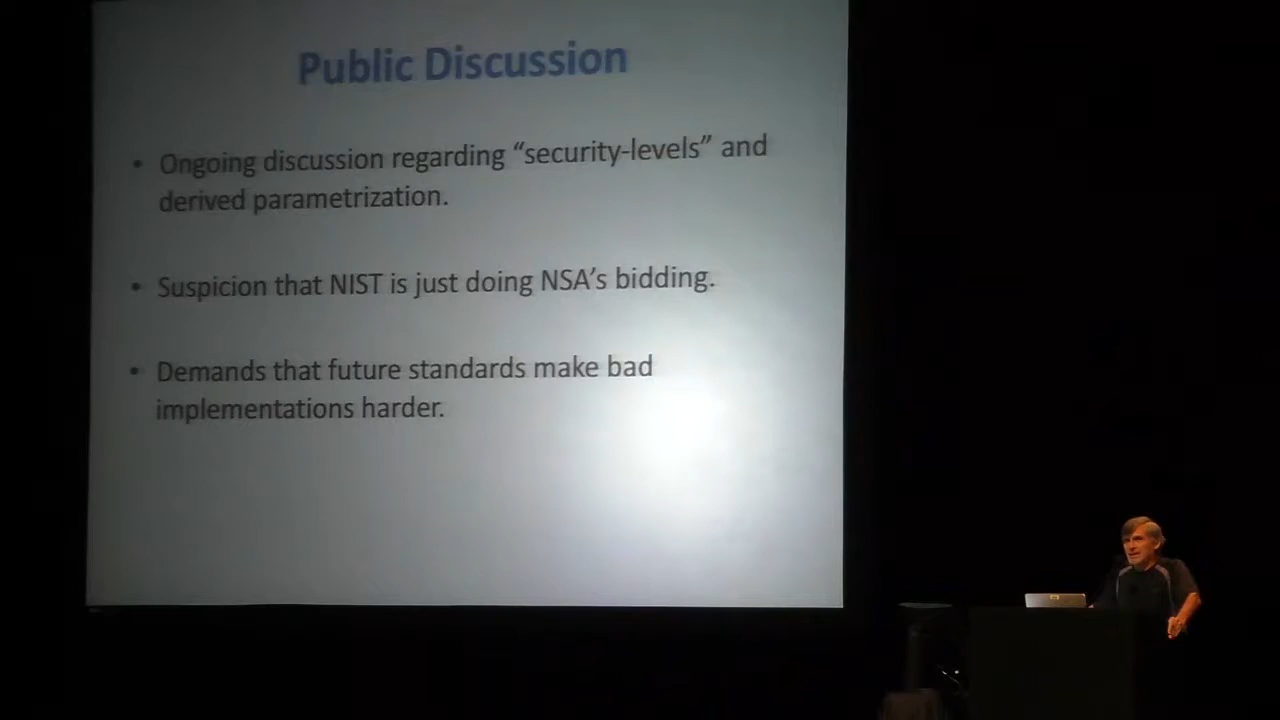 Public Discussion
• Ongoing discussion regarding “security-levels” and
derived parametrization.
• Suspicion that NIST is just doing NSA’s bidding.
• Demands that future standards make bad
implementations harder.